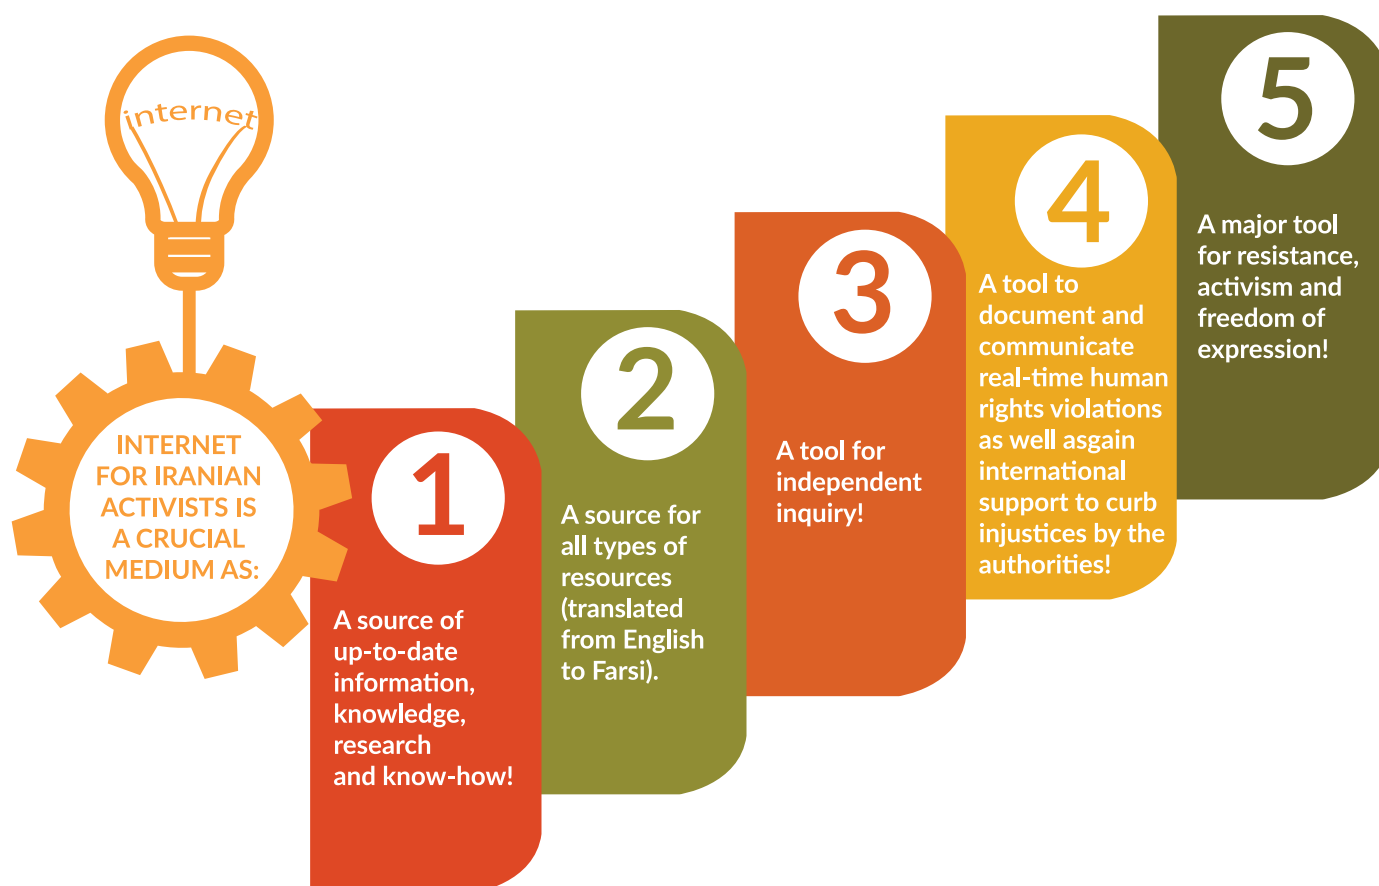 internet
INTERNET
FOR IRANIAN
ACTIVISTS IS
A CRUCIAL
MEDIUM AS:
1
A source of
up-to-date
information,
knowledge,
research
and know-how!
2
A source for
all types of
resources
(translated
from English
to Farsi).
3
A tool for
independent
inquiry!
4
A tool to
document and
communicate
real-time human
rights violations
as well asgain
international
support to curb
injustices by the
authorities!
5
A major tool
for resistance,
activism and
freedom of
expression!